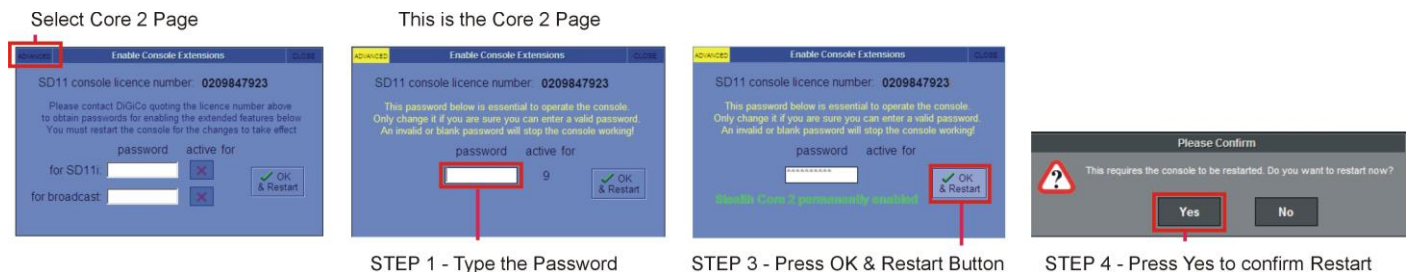 Select Core 2 Page
This is the Core 2 Page
ADVANCED
Enable Console Extensions
CLOSE
SD11 console licence number: 0209847923
Please contact DiGiCo quoting the licence number above
to obtain passwords for enabling the extended features below
You must restart the console for the changes to take effect
password active for
for SD11i:
for broadcast:
OK
& Restart
ADVANCED
Enable Console Extensions
CLOSE
SD11 console licence number: 0209847923
This password below is essential to operate the console.
Only change it if you are sure you can enter a valid password.
An invalid or blank password will stop the console working!
password active for
9
OK
& Restart
ADVANCED
Enable Console Extensions
CLOSE
SD11 console licence number: 0209847923
This password below is essential to operate the console.
Only change it if you are sure you can enter a valid password.
An invalid or blank password will stop the console working!
password active for
OK
& Restart
Stealth Core 2 permanently enabled
Please Confirm
?
This requires the console to be restarted. Do you want to restart now?
Yes No
STEP 1 - Type the Password
STEP 3 - Press OK & Restart Button
STEP 4 - Press Yes to confirm Restart